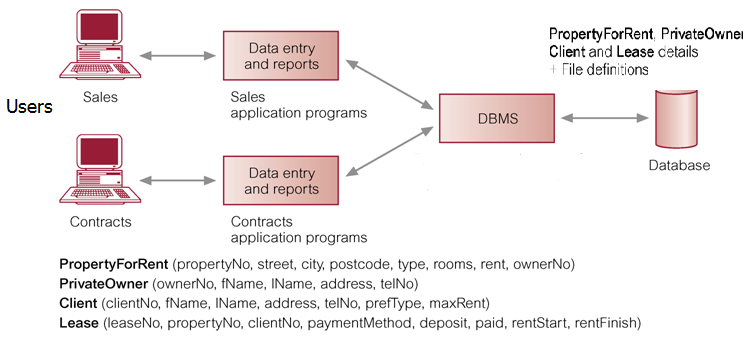 PropertyForRent, PrivateOwner
Client and Lease details
+ File definitions
Data entry
and reports
Sales
Sales
application programs
Users
DBMS
Database
Data entry
and reports
Contracts
Contracts
application programs
PropertyForRent (propertyNo, street, city, postcode, type, rooms, rent, ownerNo)
PrivateOwner (ownerNo, fName, lName, address, telNo)
Client (clientNo, fName, lName, address, telNo, prefType, maxRent)
Lease (leaseNo, propertyNo, clientNo, paymentMethod, deposit, paid, rentStart, rentFinish)